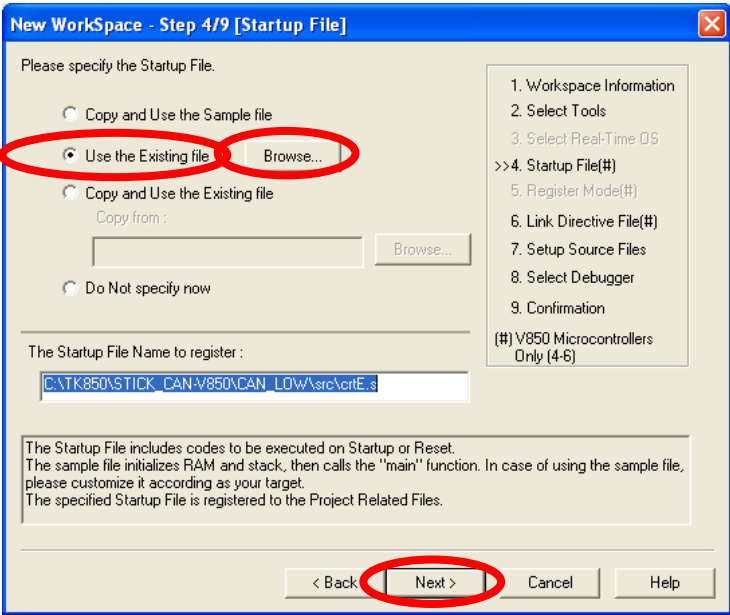 New WorkSpace - Step 4/9 [Startup File]
Please specify the Startup File.
Copy and Use the Sample file
Use the Existing file
Browse...
Copy and Use the Existing file
Copy from :
Browse...
Do Not specify now
1. Workspace Information
2. Select Tools
3. Select Real-Time OS
>>4. Startup File(#)
5. Register Mode(#)
6. Link Directive File(#)
7. Setup Source Files
8. Select Debugger
9. Confirmation
(#) V850 Microcontrollers
Only (4-6)
The Startup File Name to register :
C:\TK850\STICK_CAN-V850\CAN_LOW\src\crtE.s
The Startup File includes codes to be executed on Startup or Reset.
The sample file initializes RAM and stack, then calls the "main" function. In case of using the sample file,
please customize it according as your target.
The specified Startup File is registered to the Project Related Files.
< Back
Next >
Cancel
Help